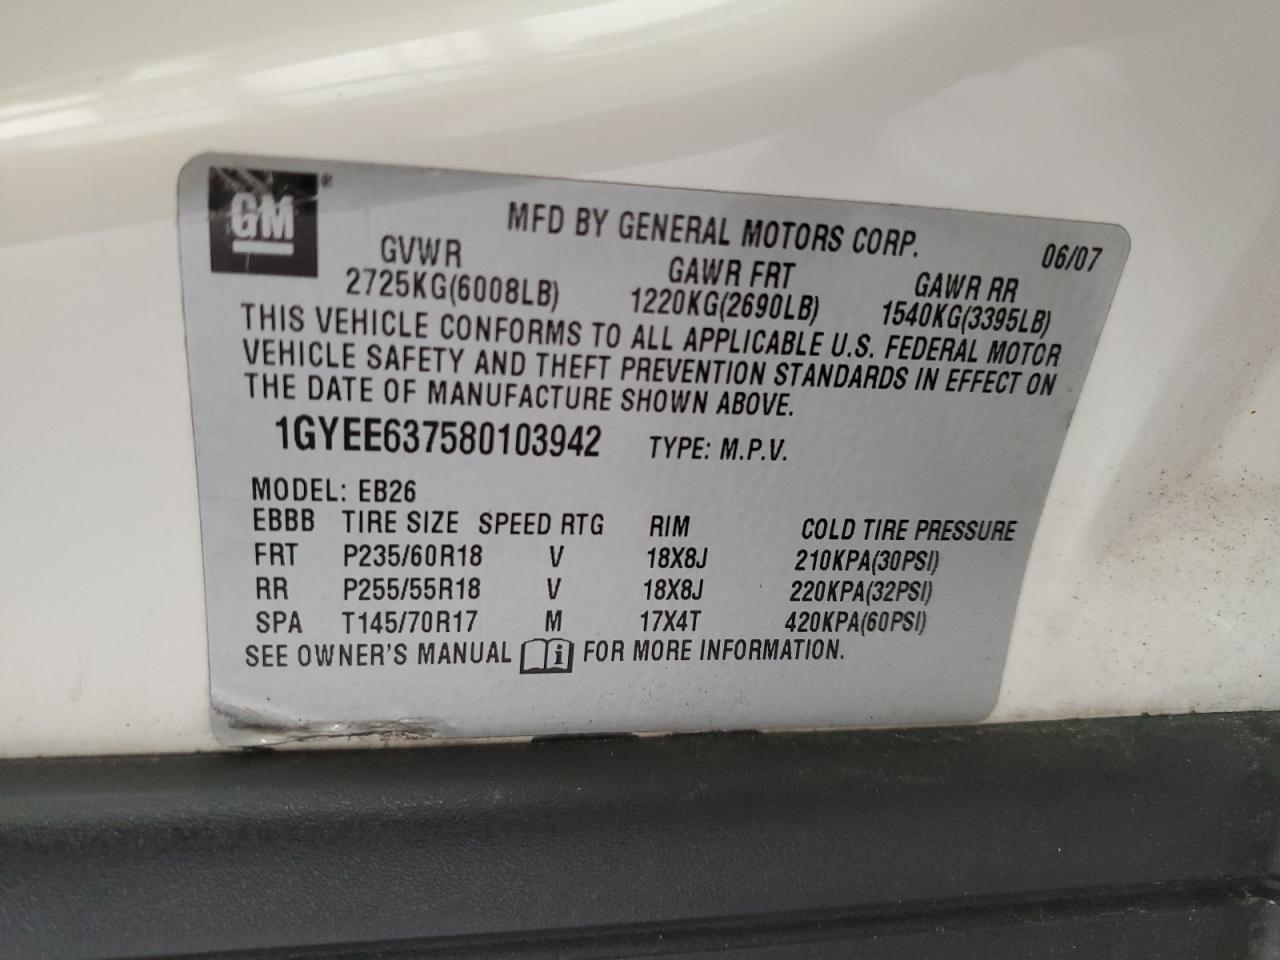 GM ®
MFD BY GENERAL MOTORS CORP. 06/07
GVWR GAWR FRT GAWR RR
2725KG(6008LB) 1220KG(2690LB) 1540KG(3395LB)
THIS VEHICLE CONFORMS TO ALL APPLICABLE U.S. FEDERAL MOTOR
VEHICLE SAFETY AND THEFT PREVENTION STANDARDS IN EFFECT ON
THE DATE OF MANUFACTURE SHOWN ABOVE.
1GYEE637580103942 TYPE: M.P.V.
MODEL: EB26
EBBB TIRE SIZE SPEED RTG RIM COLD TIRE PRESSURE
FRT P235/60R18 V 18X8J 210KPA(30PSI)
RR P255/55R18 V 18X8J 220KPA(32PSI)
SPA T145/70R17 M 17X4T 420KPA(60PSI)
SEE OWNER'S MANUAL i FOR MORE INFORMATION.